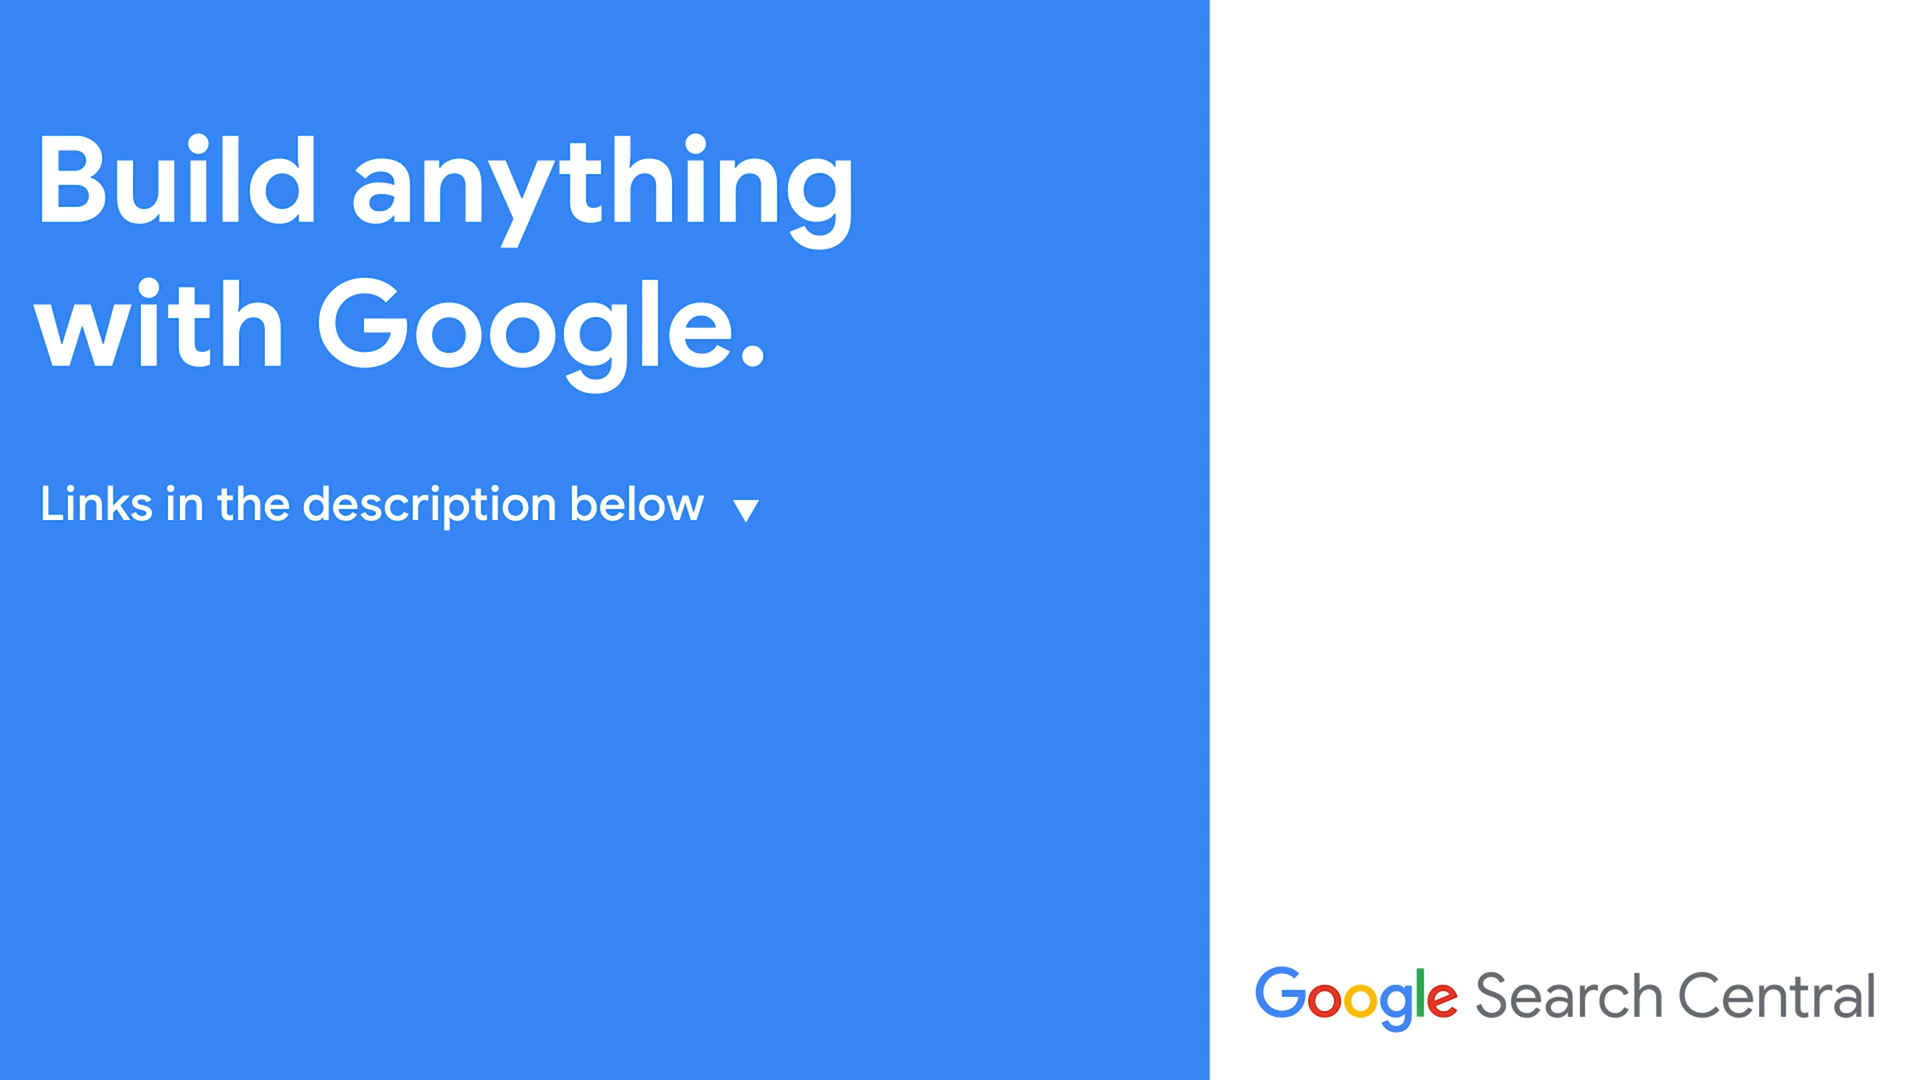 Build anything
with Google.
Links in the description below ▼
Google Search Central